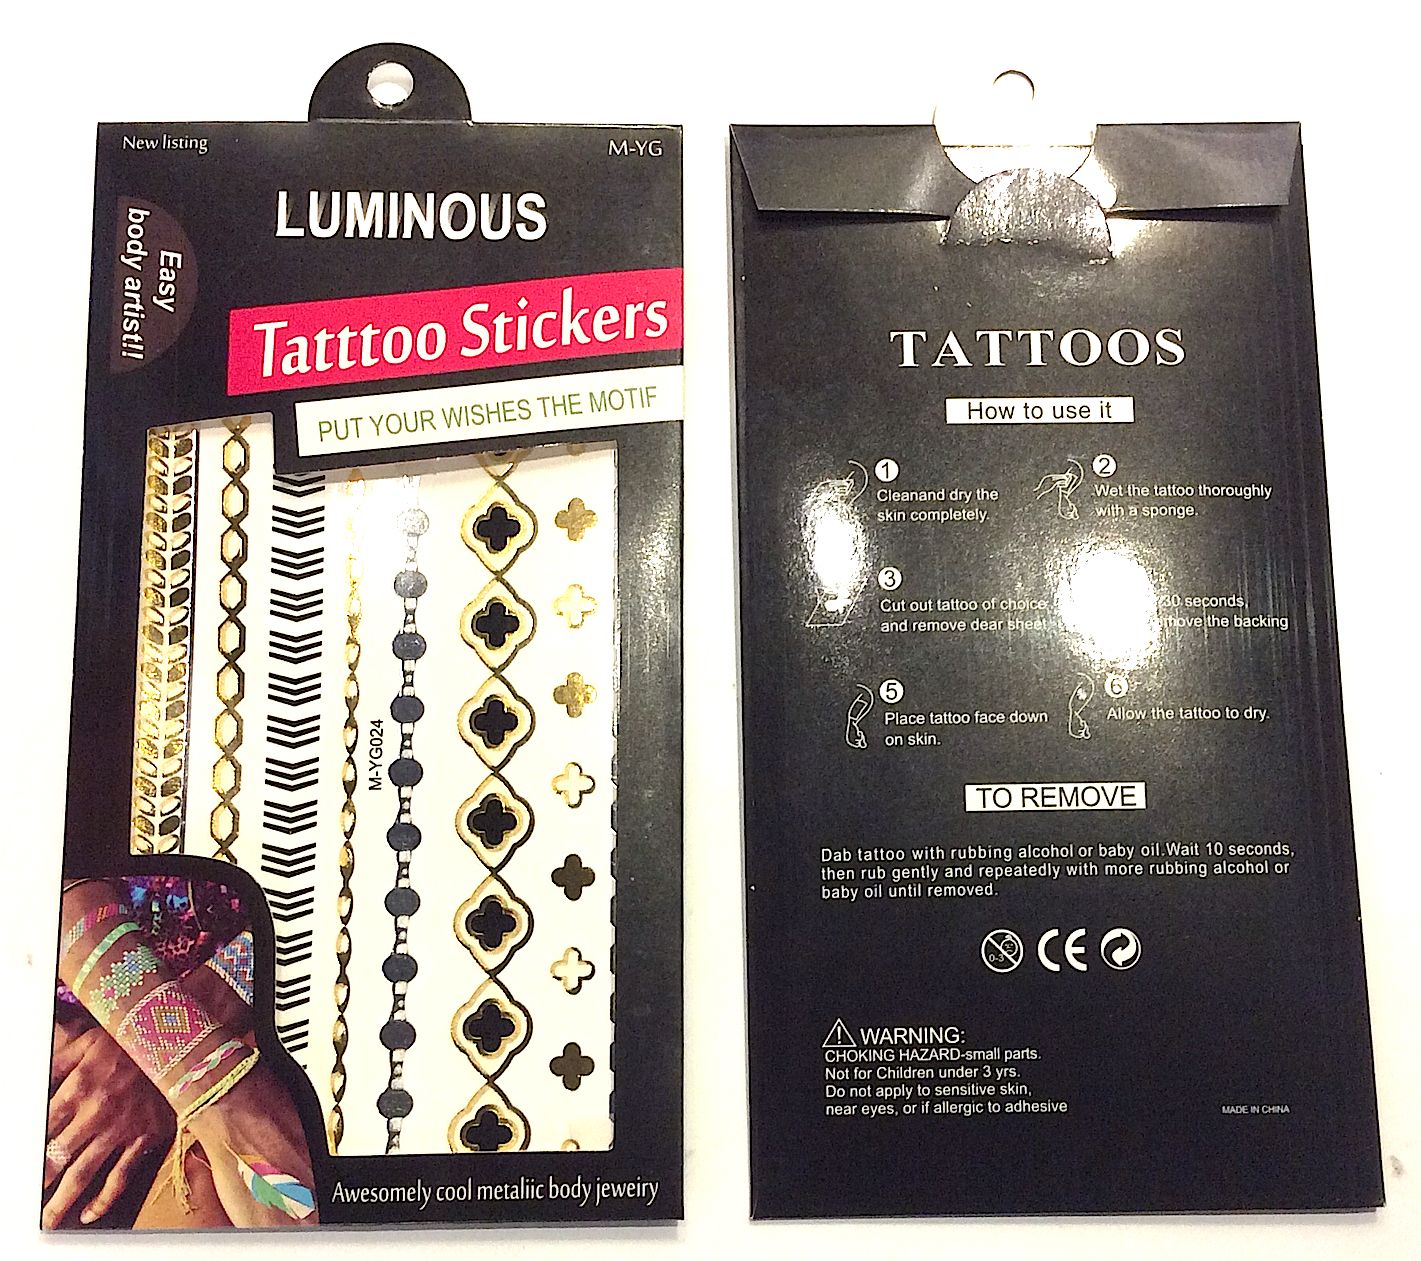 New listing
M-YG
LUMINOUS
Easy
body artist!!
Tatttoo Stickers
PUT YOUR WISHES THE MOTIF
M-YG024
Awesomely cool metaliic body jeweiry
TATTOOS
How to use it
1
Cleanand dry the
skin completely.
2
Wet the tattoo thoroughly
with a sponge.
3
Cut out tattoo of choice
and remove dear sheet
30 seconds,
the backing
5
Place tattoo face down
on skin.
6
Allow the tattoo to dry.
TO REMOVE
Dab tattoo with rubbing alcohol or baby oil.Wait 10 seconds,
then rub gently and repeatedly with more rubbing alcohol or
baby oil until removed.
0-3
CE
WARNING:
CHOKING HAZARD-small parts.
Not for Children under 3 yrs.
Do not apply to sensitive skin,
near eyes, or if allergic to adhesive
MADE IN CHINA